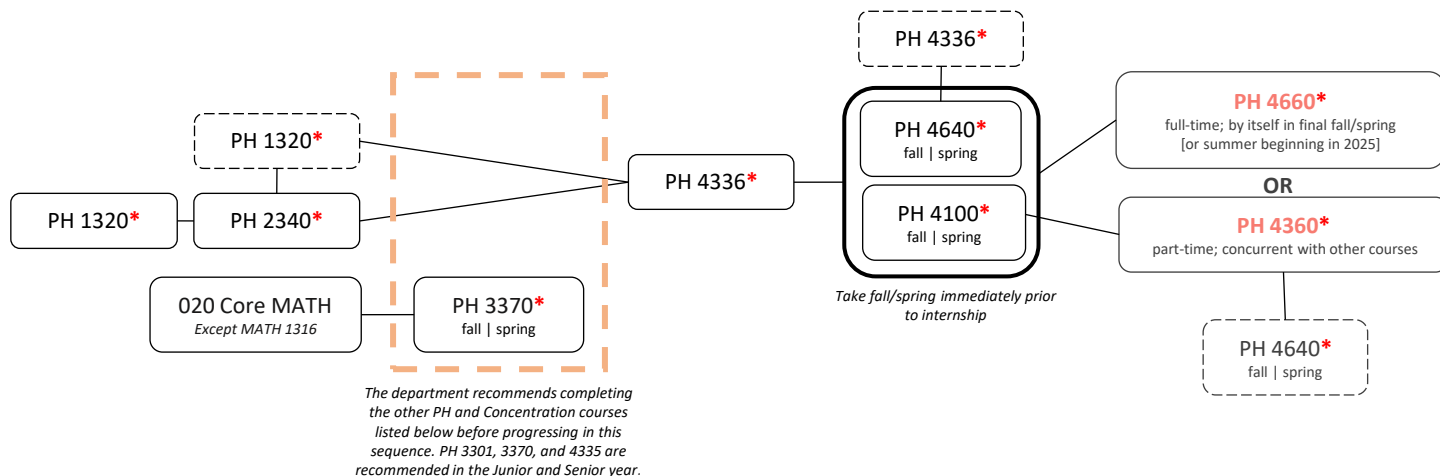 PH 4336*
PH 1320*
PH 4640*
fall | spring
PH 4660*
full-time; by itself in final fall/spring
[or summer beginning in 2025]
PH 4336*
OR
PH 1320*
PH 2340*
PH 4100*
fall | spring
PH 4360*
part-time; concurrent with other courses
020 Core MATH
Except MATH 1316
PH 3370*
fall | spring
Take fall/spring immediately prior
to internship
PH 4640*
fall | spring
The department recommends completing
the other PH and Concentration courses
listed below before progressing in this
sequence. PH 3301, 3370, and 4335 are
recommended in the Junior and Senior year.